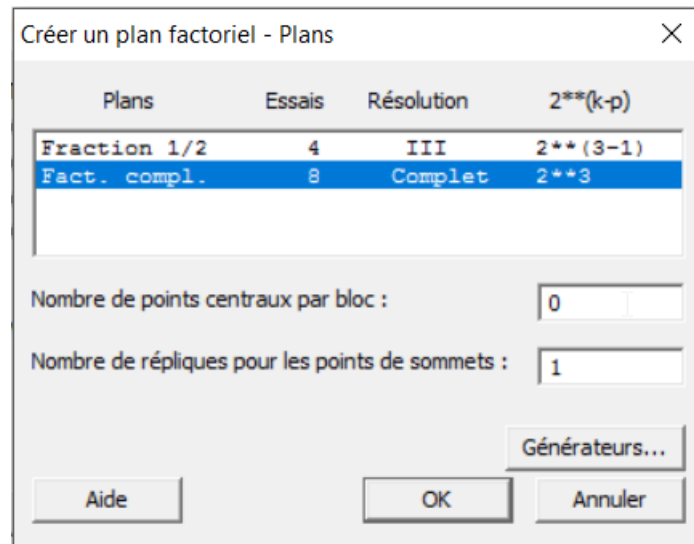 Créer un plan factoriel - Plans
Plans Essais Résolution 2**(k-p)
Fraction 1/2 4 III 2**(3-1)
Fact. compl. 8 Complet 2**3
Nombre de points centraux par bloc : 0
Nombre de répliques pour les points de sommets : 1
Générateurs...
Aide OK Annuler